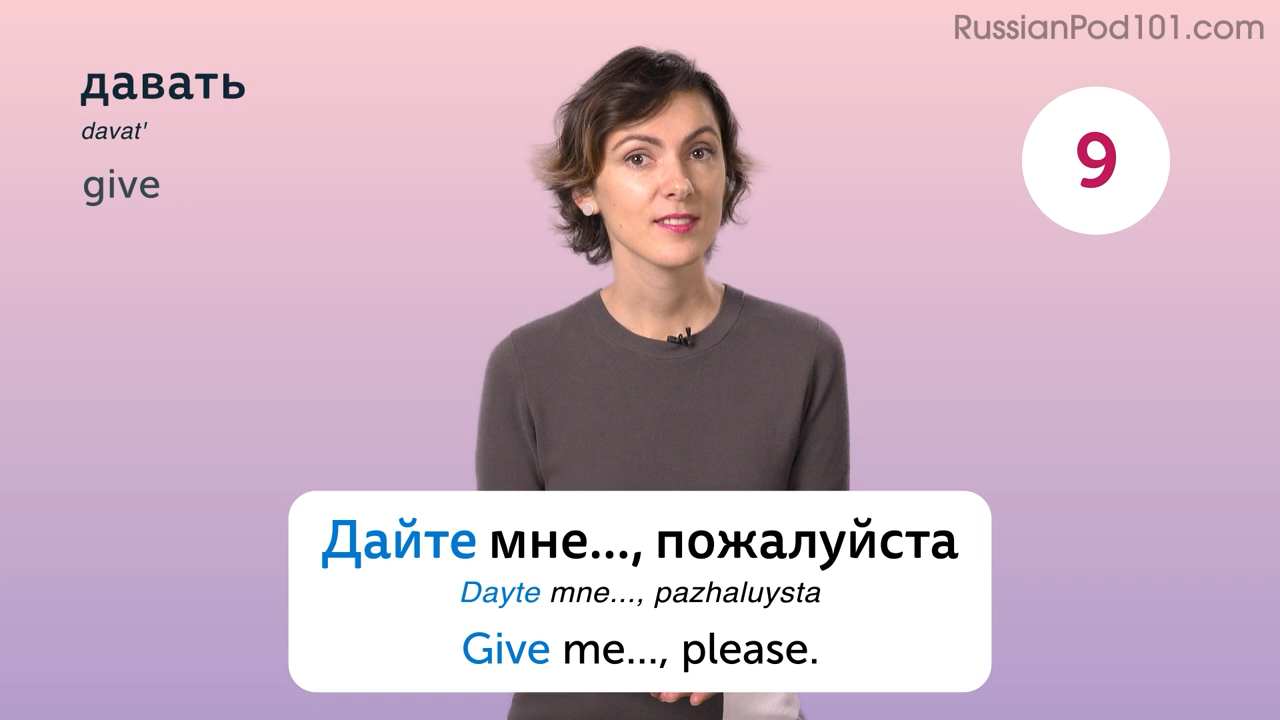 RussianPod101.com
давать
davat'
give
9
Дайте мне..., пожалуйста
Dayte mne..., pazhaluysta
Give me..., please.